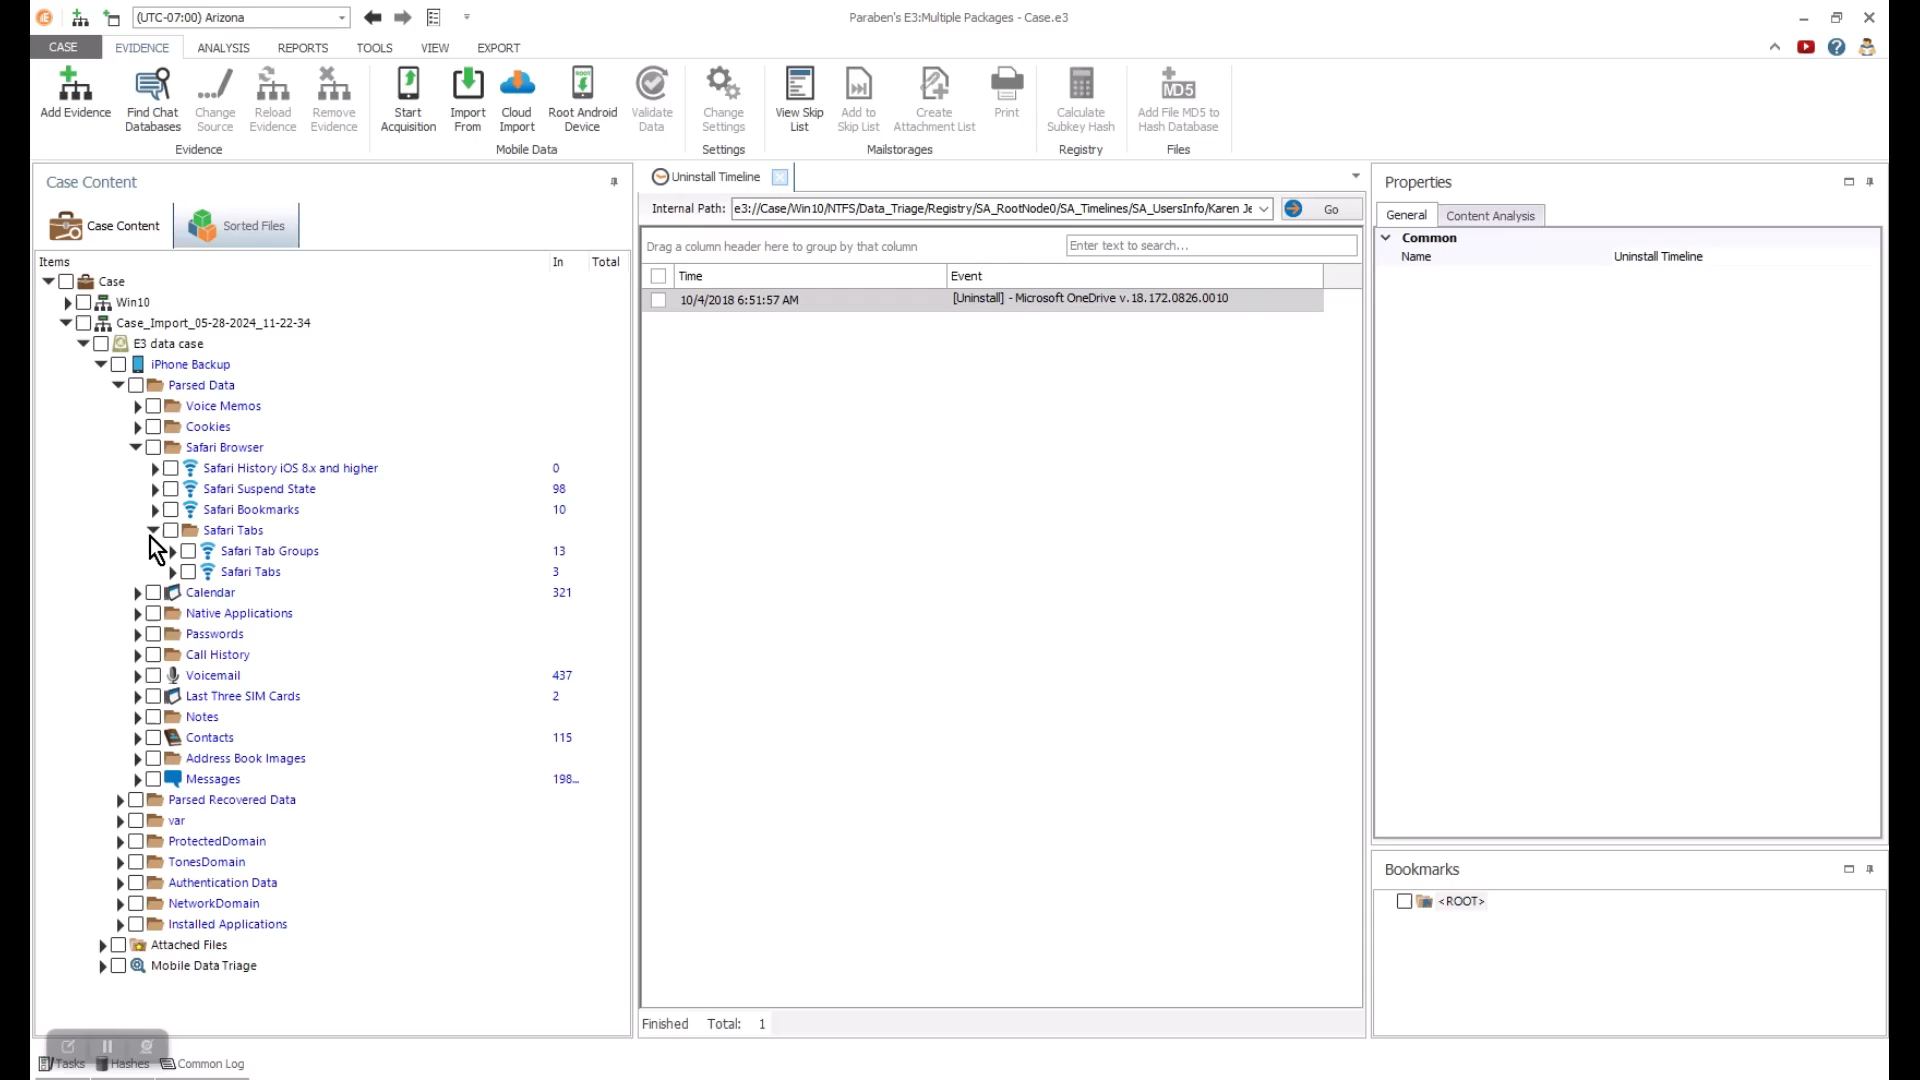 (UTC-07:00) Arizona
Paraben's E3:Multiple Packages - Case.e3
CASE EVIDENCE ANALYSIS REPORTS TOOLS VIEW EXPORT
Add Evidence
Find Chat Databases
Change Source
Reload Evidence
Remove Evidence
Start Acquisition
Import From
Cloud Import
Root Android Device
Validate Data
Change Settings
View Skip List
Add to Skip List
Create Attachment List
Print
Calculate Subkey Hash
MD5
Add File MD5 to Hash Database
Evidence Mobile Data Settings Mailstorages Registry Files
Case Content
Case Content Sorted Files
Items In Total
Case
Win10
Case_Import_05-28-2024_11-22-34
E3 data case
iPhone Backup
Parsed Data
Voice Memos
Cookies
Safari Browser
Safari History iOS 8.x and higher 0
Safari Suspend State 98
Safari Bookmarks 10
Safari Tabs
Safari Tab Groups 13
Safari Tabs 3
Calendar 321
Native Applications
Passwords
Call History
Voicemail 437
Last Three SIM Cards 2
Notes
Contacts 115
Address Book Images
Messages 198...
Parsed Recovered Data
var
ProtectedDomain
TonesDomain
Authentication Data
NetworkDomain
Installed Applications
Attached Files
Mobile Data Triage
Tasks Hashes Common Log
Uninstall Timeline
Internal Path: e3://Case/Win10/NTFS/Data_Triage/Registry/SA_RootNode0/SA_Timelines/SA_UsersInfo/Karen Je Go
Drag a column header here to group by that column Enter text to search...
Time Event
10/4/2018 6:51:57 AM [Uninstall] - Microsoft OneDrive v.18.172.0826.0010
Finished Total: 1
Properties
General Content Analysis
Common
Name Uninstall Timeline
Bookmarks
<ROOT>